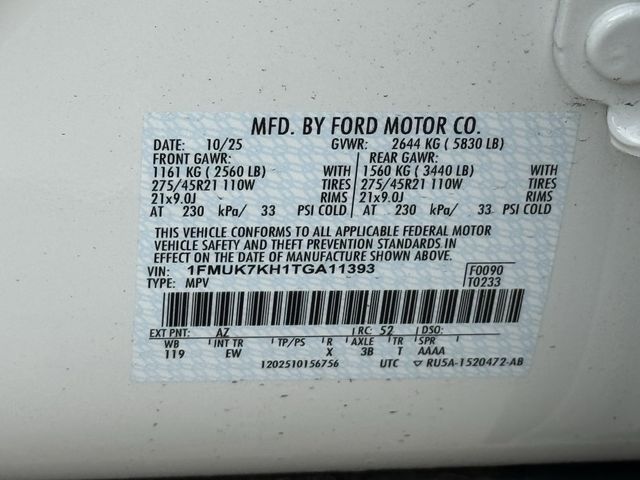 MFD. BY FORD MOTOR CO.
DATE: 10/25 GVWR: 2644 KG ( 5830 LB)
FRONT GAWR: REAR GAWR:
1161 KG ( 2560 LB) WITH 1560 KG ( 3440 LB) WITH
275/45R21 110W TIRES 275/45R21 110W TIRES
21x9.0J RIMS 21x9.0J RIMS
AT 230 kPa/ 33 PSI COLD AT 230 kPa/ 33 PSI COLD
THIS VEHICLE CONFORMS TO ALL APPLICABLE FEDERAL MOTOR
VEHICLE SAFETY AND THEFT PREVENTION STANDARDS IN
EFFECT ON THE DATE OF MANUFACTURE SHOWN ABOVE.
VIN: 1FMUK7KH1TGA11393 F0090
TYPE: MPV T0233
EXT PNT: AZ RC: 52 DSO:
WB INT TR TP/PS R AXLE TR SPR
119 EW X 3B T AAAA
1202510156756 UTC ▽ RU5A-1520472-AB